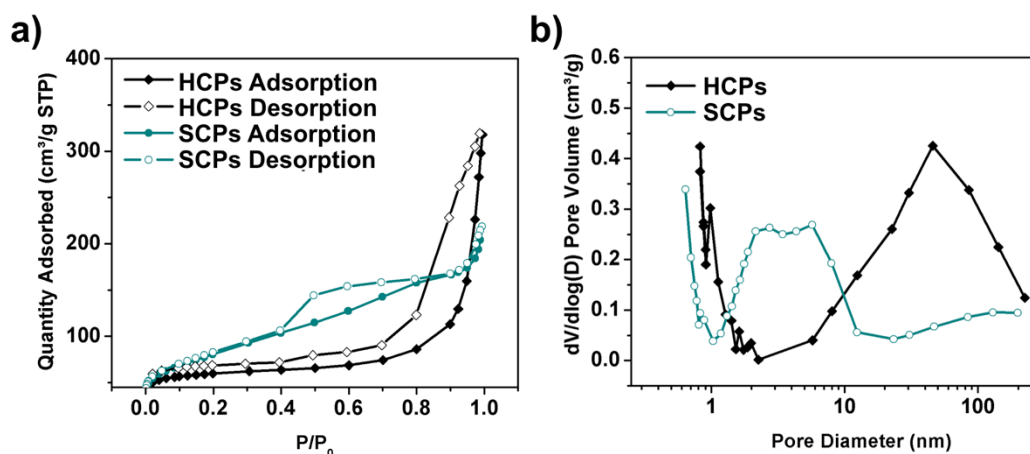 a)
Quantity Adsorbed (cm³/g STP)
400
300
200
100
HCPs Adsorption
HCPs Desorption
SCPs Adsorption
SCPs Desorption
0.0 0.2 0.4 0.6 0.8 1.0
P/P₀
b)
dV/dlog(D) Pore Volume (cm³/g)
0.6
0.5
0.4
0.3
0.2
0.1
0.0
HCPs
SCPs
1 10 100
Pore Diameter (nm)